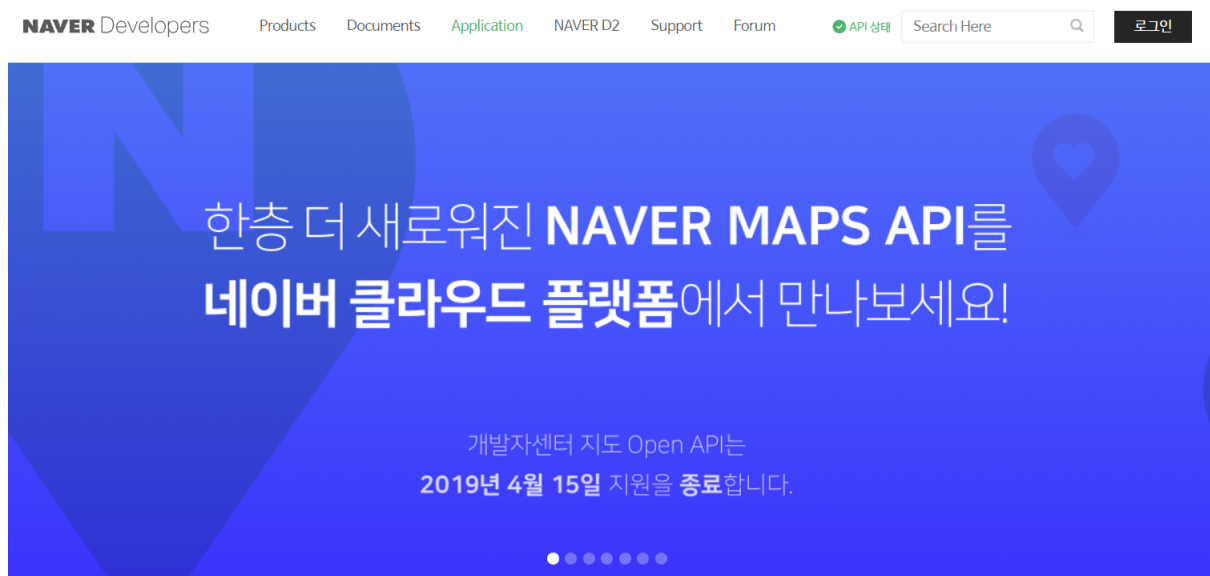 NAVER Developers Products Documents Application NAVER D2 Support Forum API 상태 Search Here 로그인
한층 더 새로워진 NAVER MAPS API를
네이버 클라우드 플랫폼에서 만나보세요!
개발자센터 지도 Open API는
2019년 4월 15일 지원을 종료합니다.